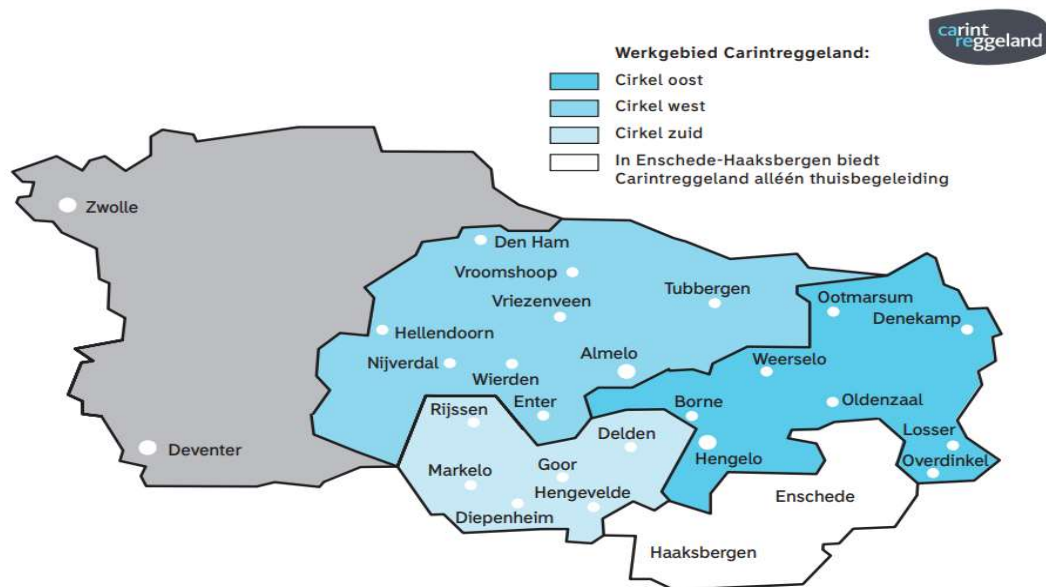 carint
reggeland
Werkgebied Carintreggeland:
Cirkel oost
Cirkel west
Cirkel zuid
In Enschede-Haaksbergen biedt
Carintreggeland alléén thuisbegeleiding
Zwolle
Den Ham
Vroomshoop
Tubbergen
Vriezenveen
Ootmarsum
Denekamp
Hellendoorn
Nijverdal
Almelo
Weerselo
Wierden
Oldenzaal
Rijssen
Enter
Borne
Delden
Losser
Deventer
Hengelo
Overdinkel
Markelo
Goor
Hengevelde
Enschede
Diepenheim
Haaksbergen